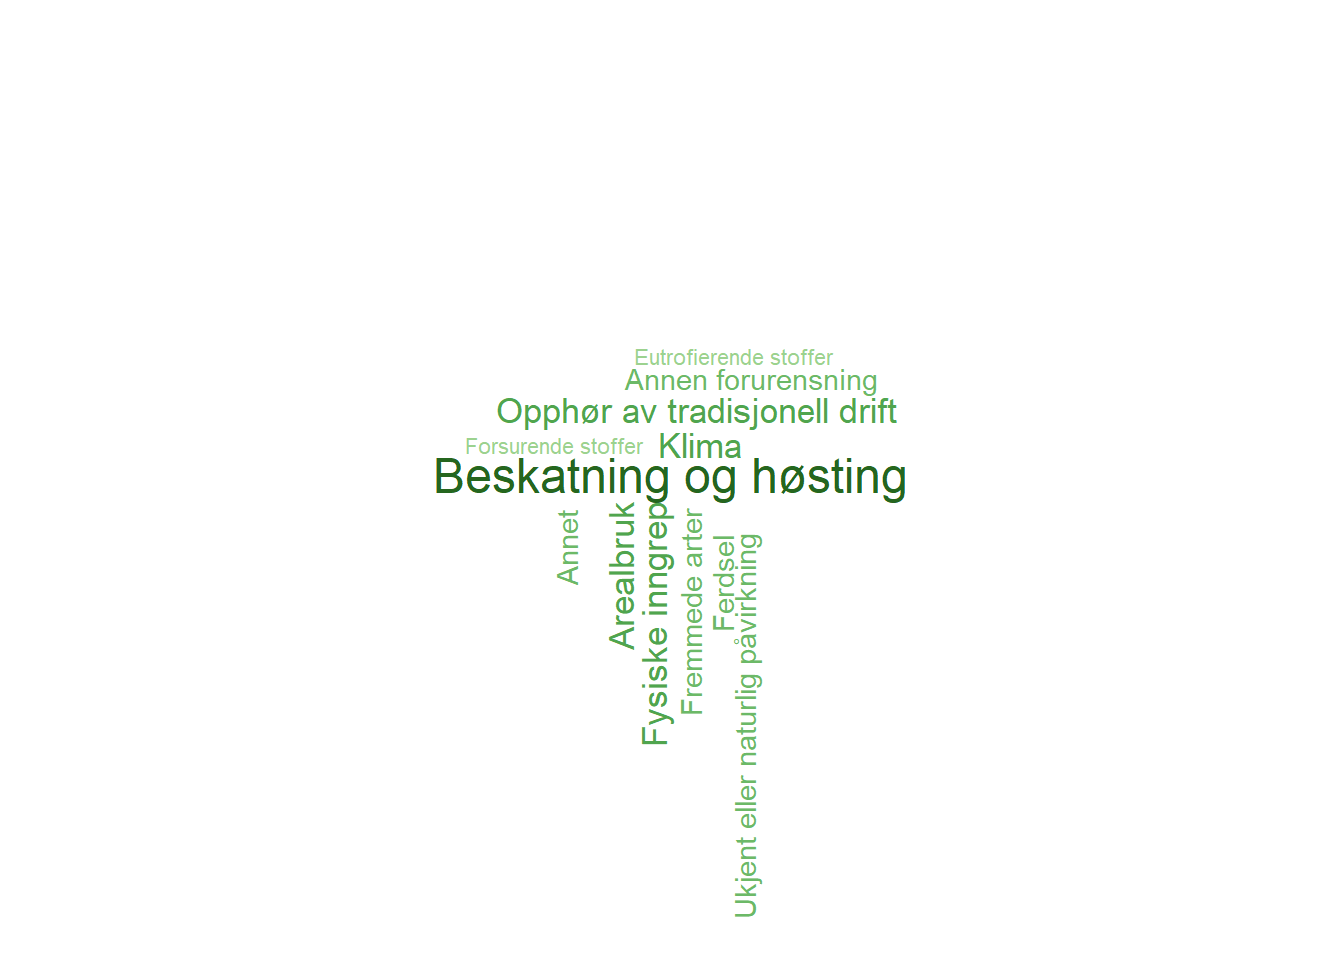 Eutrofierende stoffer
Annen forurensning
Opphør av tradisjonell drift
Forsurende stoffer
Klima
Beskatning og høsting
Annet
Arealbruk
Fysiske inngrep
Fremmede arter
Ferdsel
Ukjent eller naturlig påvirkning